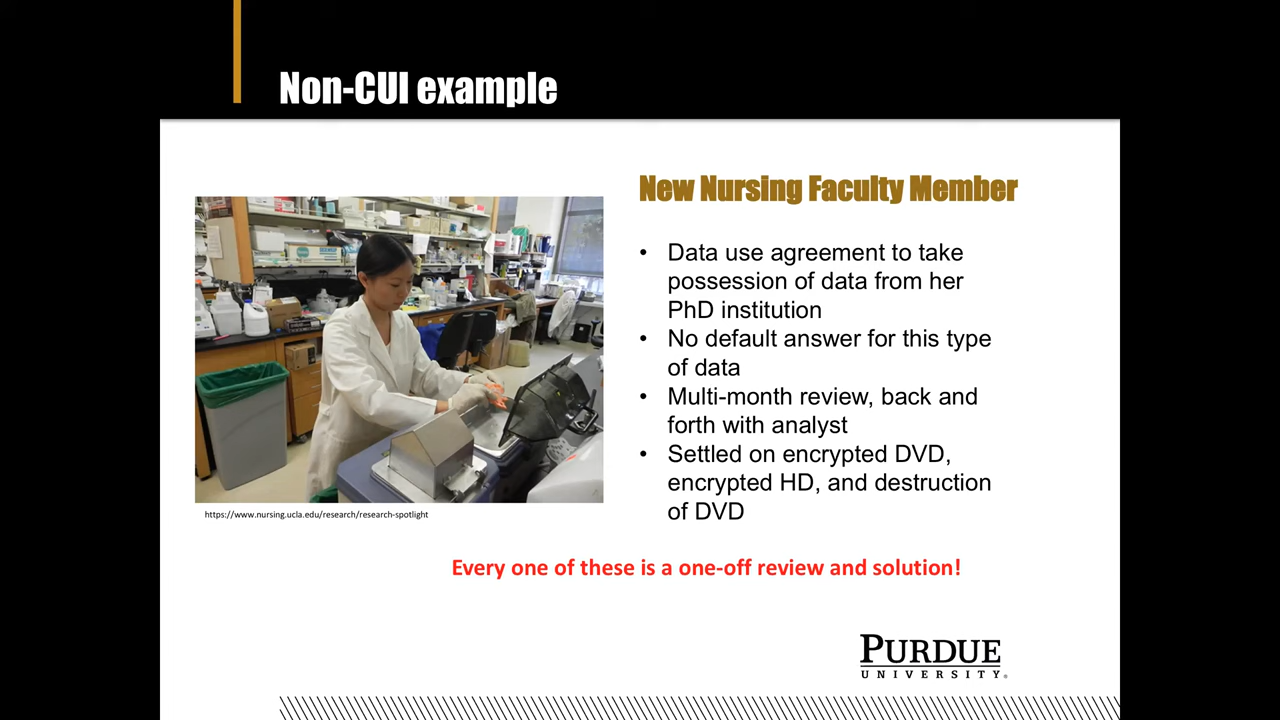 Non-CUI example
New Nursing Faculty Member
• Data use agreement to take
possession of data from her
PhD institution
• No default answer for this type
of data
• Multi-month review, back and
forth with analyst
• Settled on encrypted DVD,
encrypted HD, and destruction
of DVD
https://www.nursing.ucla.edu/research/research-spotlight
Every one of these is a one-off review and solution!
PURDUE
UNIVERSITY®